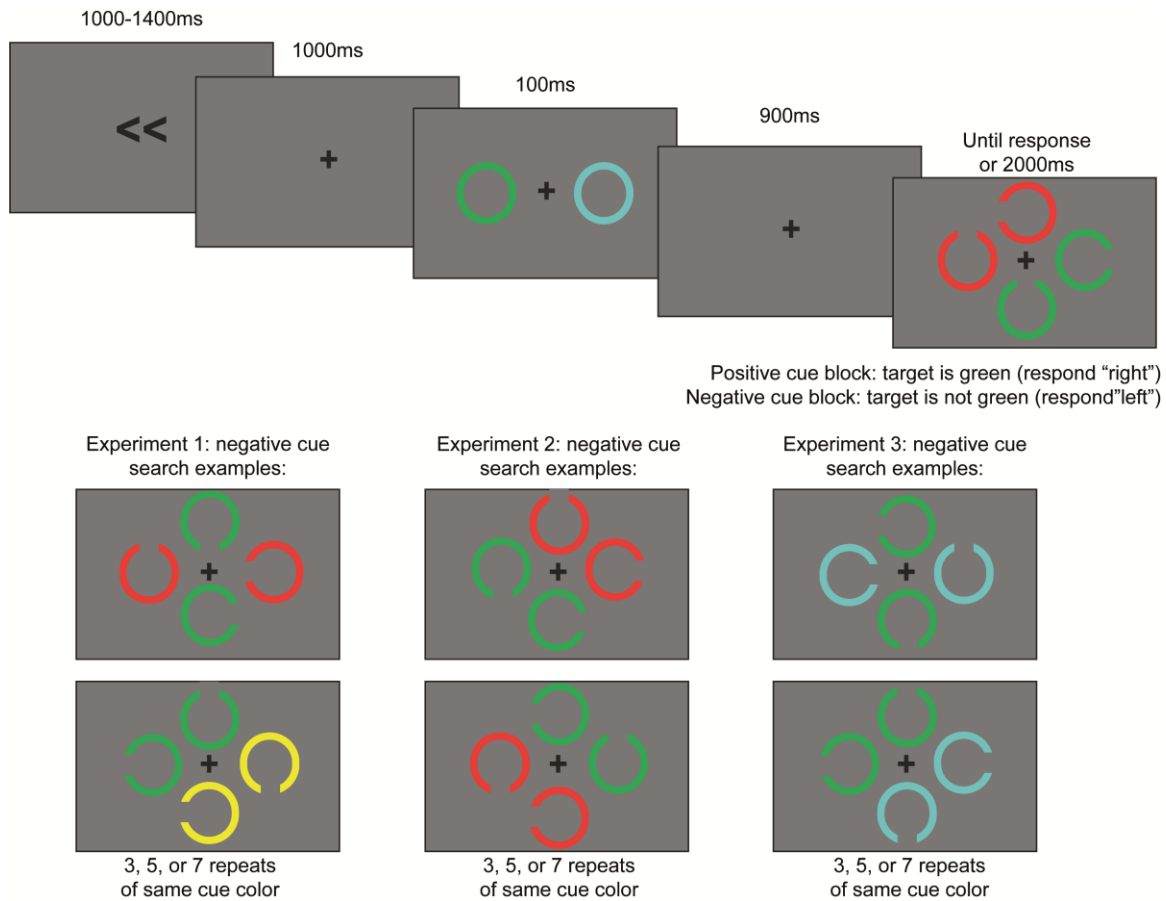 1000-1400ms
1000ms
100ms
900ms
Until response
or 2000ms
<<
+
+
+
+
Positive cue block: target is green (respond “right”)
Negative cue block: target is not green (respond”left”)
Experiment 1: negative cue
search examples:
Experiment 2: negative cue
search examples:
Experiment 3: negative cue
search examples:
+
+
+
+
+
+
3, 5, or 7 repeats
of same cue color
3, 5, or 7 repeats
of same cue color
3, 5, or 7 repeats
of same cue color